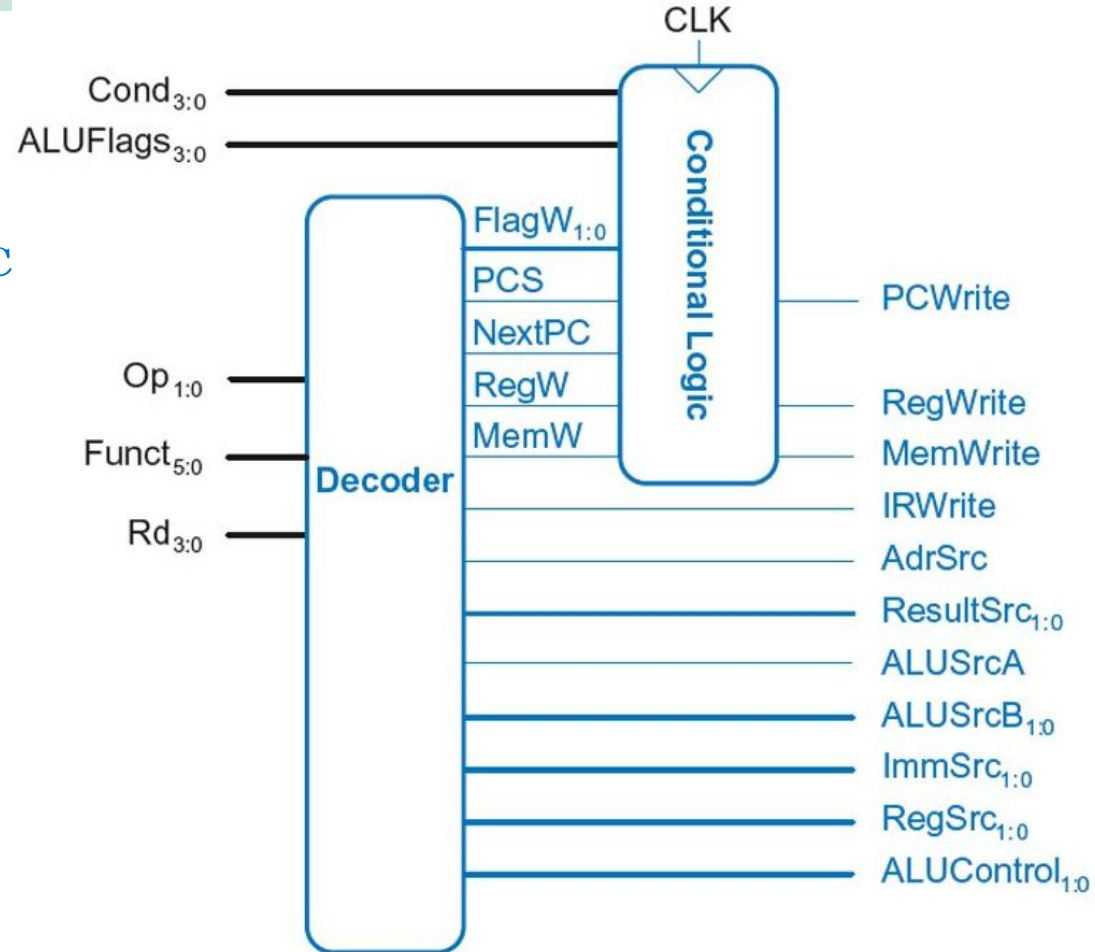 CLK
Cond3:0
ALUFlags3:0
Conditional Logic
C
FlagW1:0
PCS
NextPC
RegW
MemW
Op1:0
Funct5:0
Rd3:0
Decoder
PCWrite
RegWrite
MemWrite
IRWrite
AdrSrc
ResultSrc1:0
ALUSrcA
ALUSrcB1:0
ImmSrc1:0
RegSrc1:0
ALUControl1:0